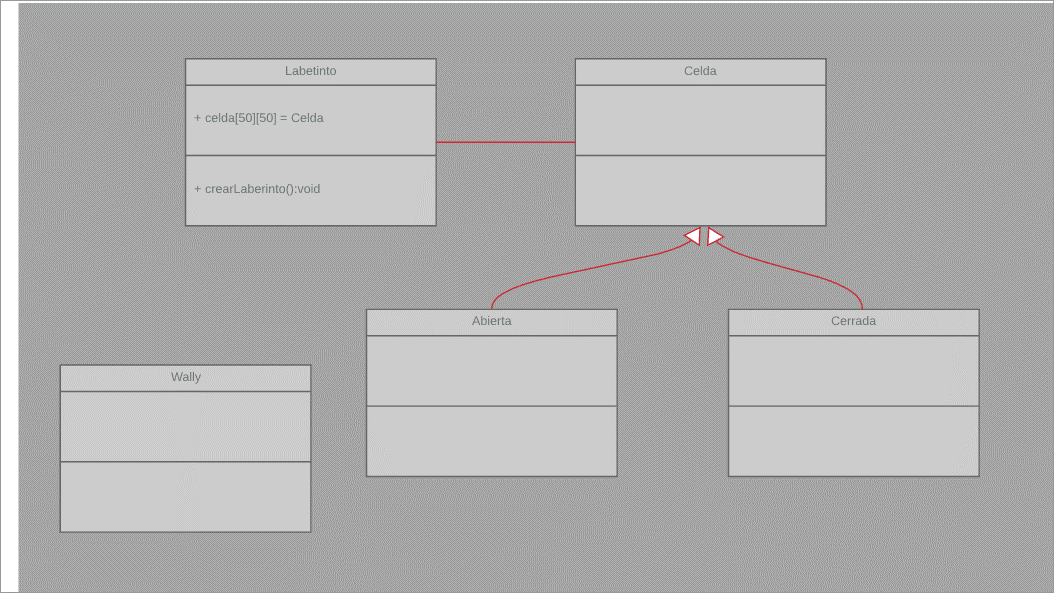 Labetinto
Celda
+ celda[50][50] = Celda
+ crearLaberinto():void
Abierta
Cerrada
Wally